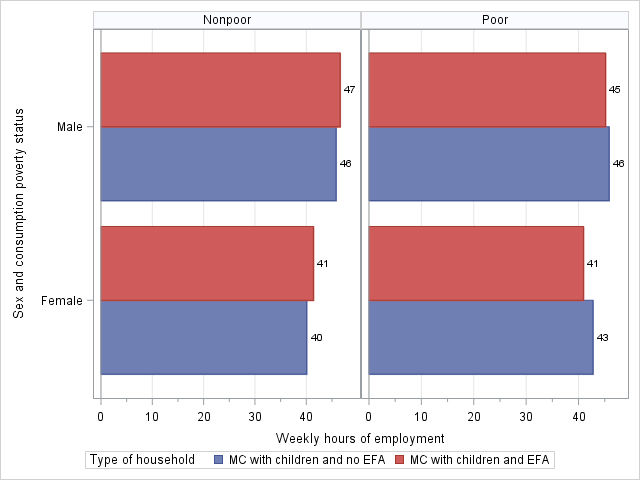 Nonpoor
Poor
Sex and consumption poverty status
Male
47
46
45
46
Female
41
40
41
43
0 10 20 30 40
0 10 20 30 40
Weekly hours of employment
Type of household MC with children and no EFA MC with children and EFA